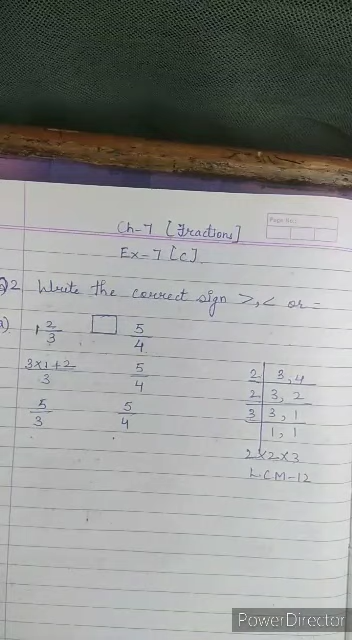 Page No.:
Ch-7 [Fractions]
Ex-7 [C].
Q2 Write the correct sign >, < or =
a) 1 2/3 □ 5/4
3×1+2/3 5/4
5/3 5/4
2 | 3, 4
2 | 3, 2
3 | 3, 1
1, 1
2×2×3
LCM-12
PowerDirector